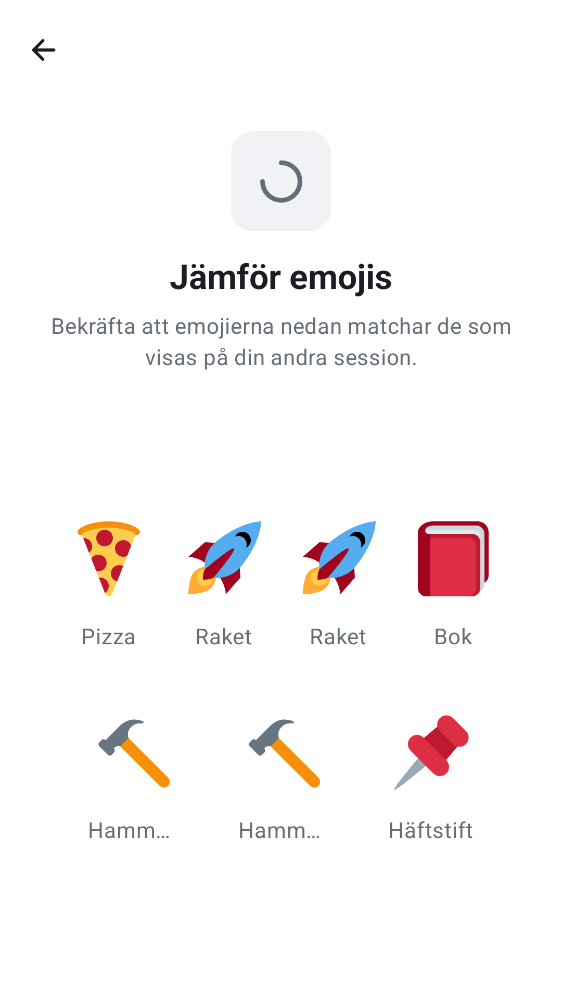 Jämför emojis
Bekräfta att emojierna nedan matchar de som
visas på din andra session.
Pizza Raket Raket Bok
Hamm… Hamm… Häftstift